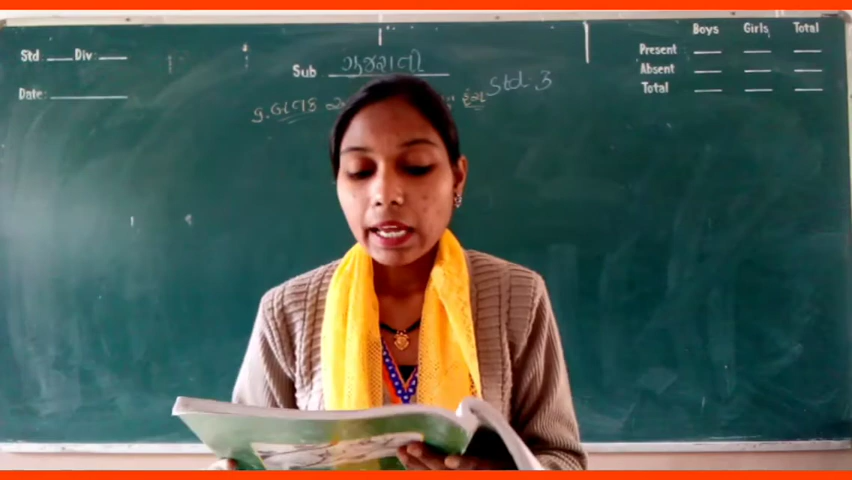 Boys Girls Total
Std. Div:
Present
Sub ગુજરાતી
Absent
Std. 3
Date:
Total